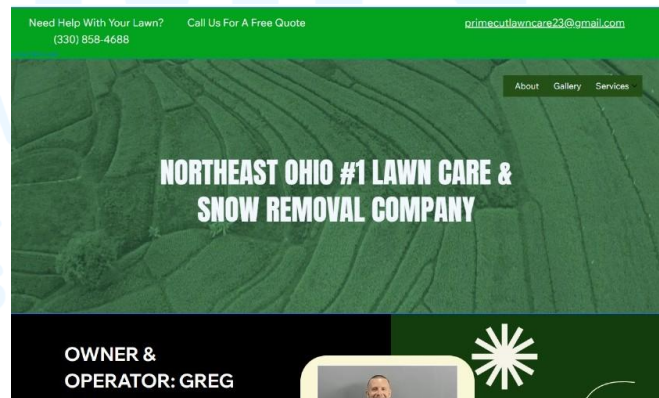 Need Help With Your Lawn?
(330) 858-4688
Call Us For A Free Quote
primecutlawncare23@gmail.com
About Gallery Services
NORTHEAST OHIO #1 LAWN CARE &
SNOW REMOVAL COMPANY
OWNER &
OPERATOR: GREG